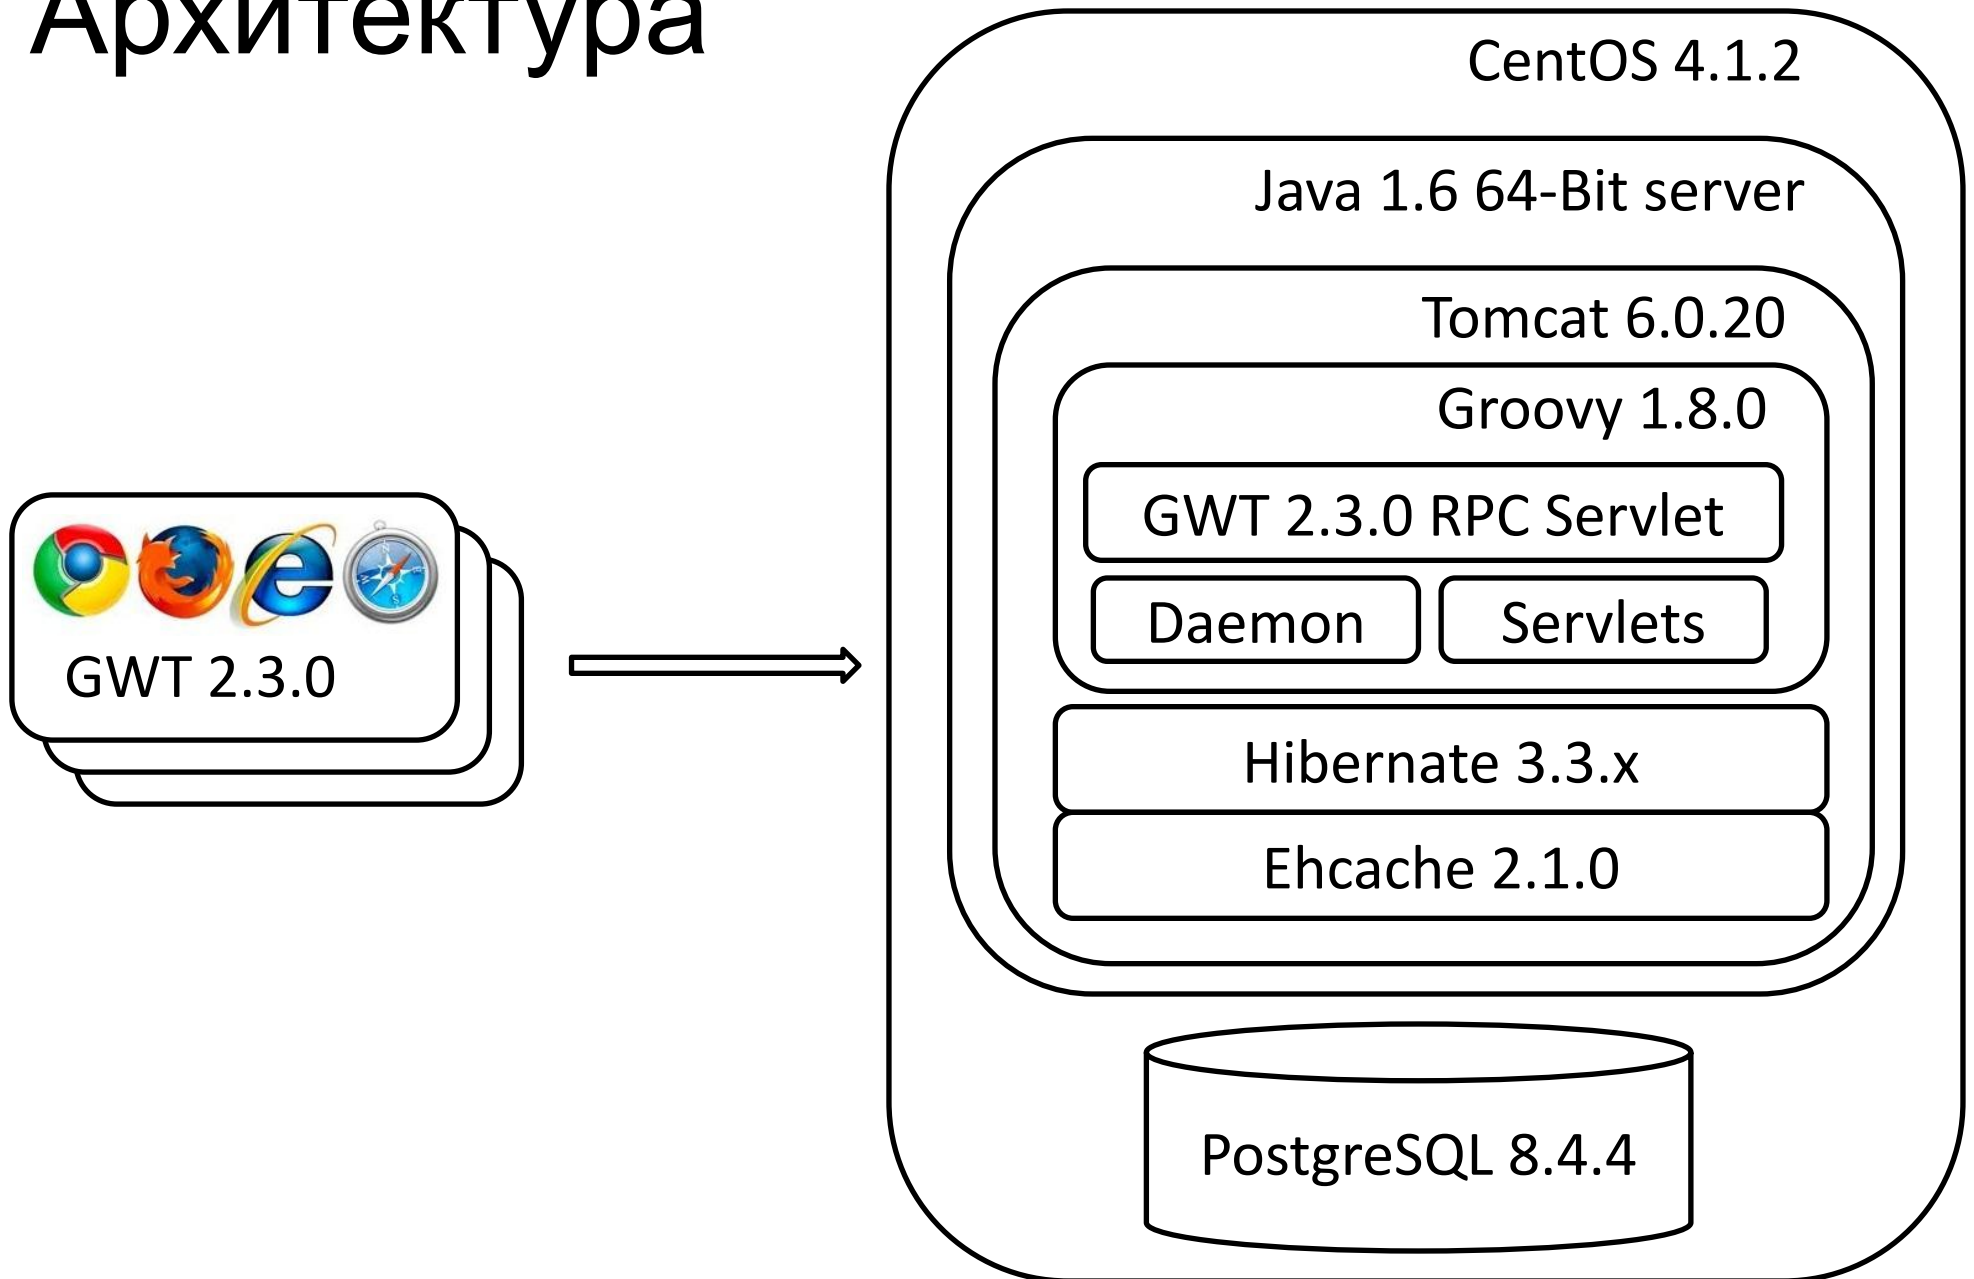 Архитектура
CentOS 4.1.2
Java 1.6 64-Bit server
Tomcat 6.0.20
Groovy 1.8.0
GWT 2.3.0 RPC Servlet
Daemon
Servlets
GWT 2.3.0
Hibernate 3.3.x
Ehcache 2.1.0
PostgreSQL 8.4.4